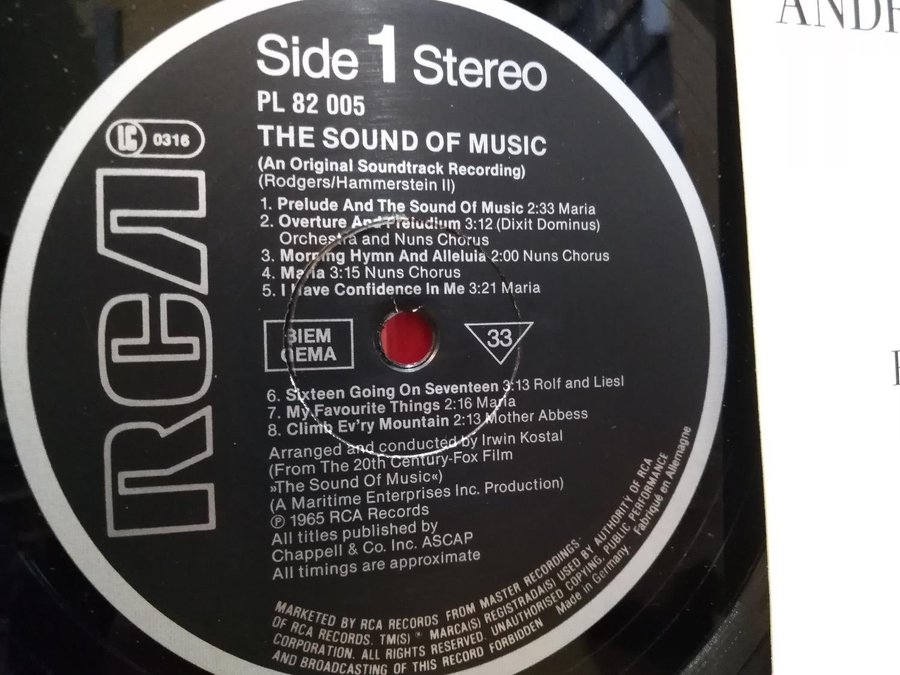 Side 1 Stereo
PL 82 005
LC 0316
THE SOUND OF MUSIC
(An Original Soundtrack Recording)
(Rodgers/Hammerstein II)
1. Prelude And The Sound Of Music 2:33 Maria
2. Overture And Preludium 3:12 (Dixit Dominus)
Orchestra and Nuns Chorus
3. Morning Hymn And Alleluia 2:00 Nuns Chorus
4. Maria 3:15 Nuns Chorus
5. I Have Confidence In Me 3:21 Maria
BIEM
GEMA
33
6. Sixteen Going On Seventeen 3:13 Rolf and Liesl
7. My Favourite Things 2:16 Maria
8. Climb Ev'ry Mountain 2:13 Mother Abbess
Arranged and conducted by Irwin Kostal
(From The 20th Century-Fox Film
»The Sound Of Music«)
(A Maritime Enterprises Inc. Production)
℗ 1965 RCA Records
All titles published by
Chappell & Co. Inc. ASCAP
All timings are approximate
RCA
MARKETED BY RCA RECORDS FROM MASTER RECORDINGS
OF RCA RECORDS. TM(S) ® MARCA(S) REGISTRADA(S) USED BY AUTHORITY OF RCA
CORPORATION. ALL RIGHTS RESERVED. UNAUTHORISED COPYING, PUBLIC PERFORMANCE
AND BROADCASTING OF THIS RECORD FORBIDDEN Made in Germany. Fabriqué en Allemagne
ANDR